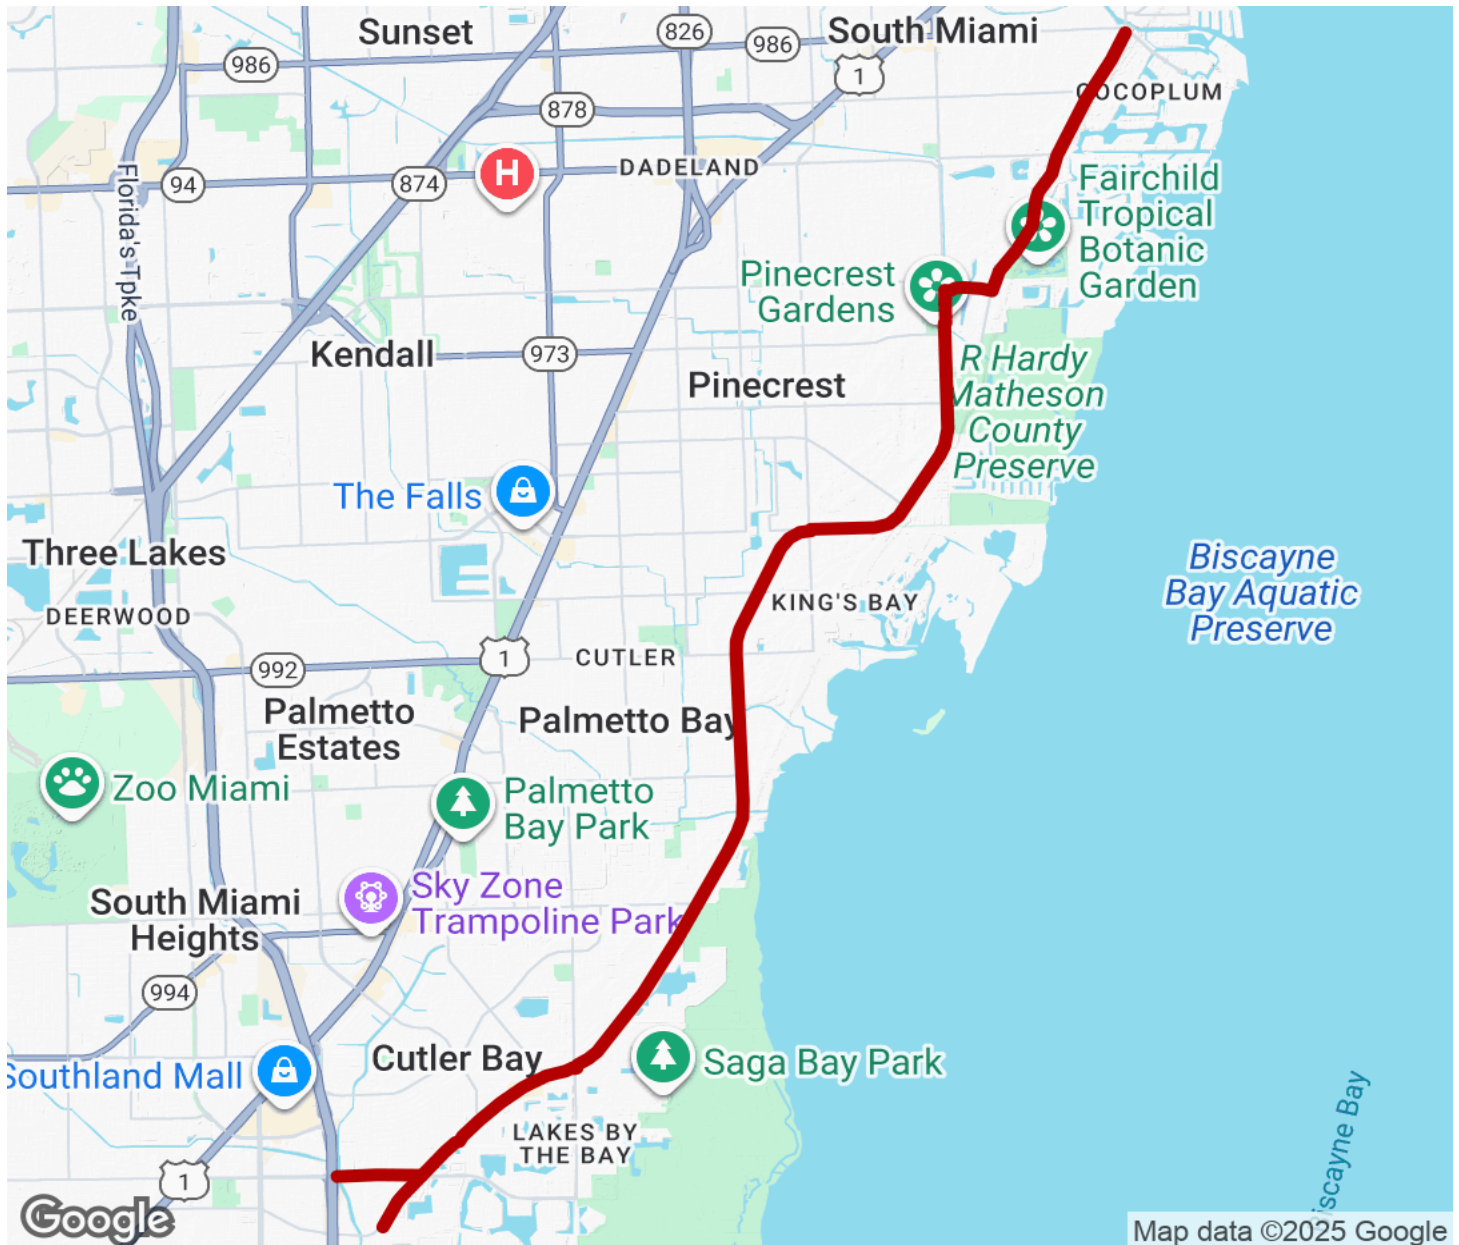 Sunset
826
986
South Miami
986
1
COCOPLUM
878
DADELAND
94
874
H
Florida's Tpke
Fairchild
Tropical
Botanic
Garden
Pinecrest
Gardens
Kendall
973
Pinecrest
R Hardy
Matheson
County
Preserve
The Falls
Three Lakes
Biscayne
Bay Aquatic
Preserve
DEERWOOD
KING'S BAY
1
CUTLER
992
Palmetto
Estates
Palmetto Bay
Zoo Miami
Palmetto
Bay Park
South Miami
Heights
Sky Zone
Trampoline Park
994
Cutler Bay
Saga Bay Park
Southland Mall
LAKES BY
THE BAY
Biscayne Bay
1
Google
Map data ©2025 Google